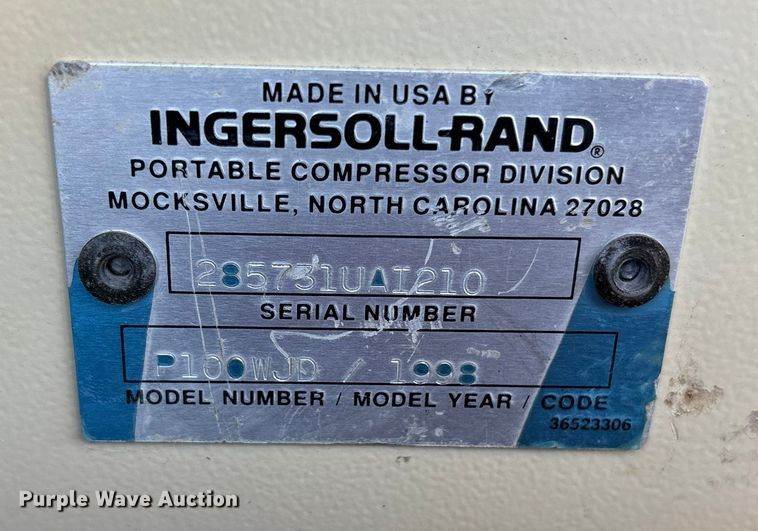 MADE IN USA BY
INGERSOLL-RAND®
PORTABLE COMPRESSOR DIVISION
MOCKSVILLE, NORTH CAROLINA 27028
285731UAI210
SERIAL NUMBER
P100WJD / 1998
MODEL NUMBER / MODEL YEAR / CODE
36523306
Purple Wave Auction